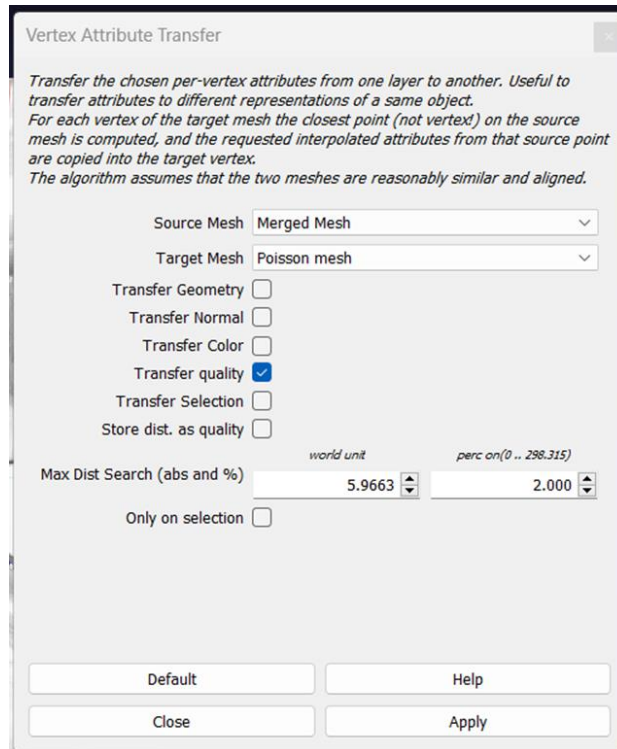 Vertex Attribute Transfer
Transfer the chosen per-vertex attributes from one layer to another. Useful to
transfer attributes to different representations of a same object.
For each vertex of the target mesh the closest point (not vertex!) on the source
mesh is computed, and the requested interpolated attributes from that source point
are copied into the target vertex.
The algorithm assumes that the two meshes are reasonably similar and aligned.
Source Mesh Merged Mesh
Target Mesh Poisson mesh
Transfer Geometry
Transfer Normal
Transfer Color
Transfer quality
Transfer Selection
Store dist. as quality
world unit perc on(0 .. 298.315)
Max Dist Search (abs and %) 5.9663 2.000
Only on selection
Default Help
Close Apply